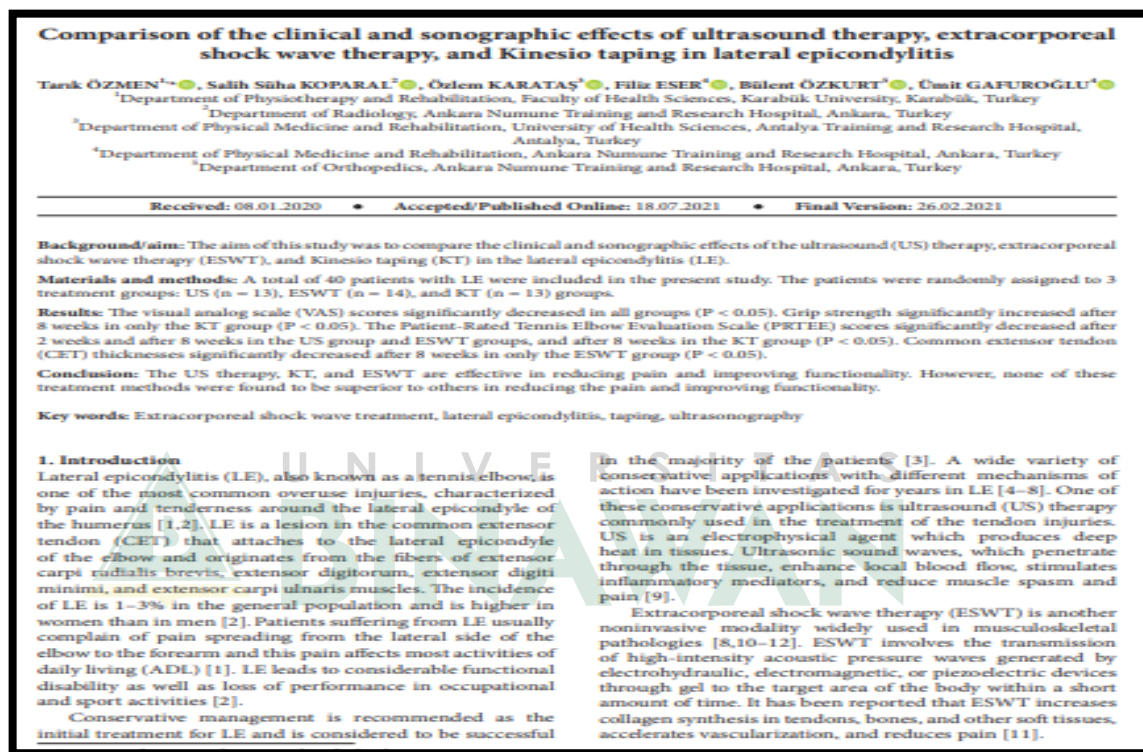 Comparison of the clinical and sonographic effects of ultrasound therapy, extracorporeal
shock wave therapy, and Kinesio taping in lateral epicondylitis
Tarık ÖZMEN¹,*, Salih Süha KOPARAL², Özlem KARATAŞ³, Filiz ESER⁴, Bülent ÖZKURT⁵, Ümit GAFUROĞLU⁴
¹Department of Physiotherapy and Rehabilitation, Faculty of Health Sciences, Karabük University, Karabük, Turkey
²Department of Radiology, Ankara Numune Training and Research Hospital, Ankara, Turkey
³Department of Physical Medicine and Rehabilitation, University of Health Sciences, Antalya Training and Research Hospital,
Antalya, Turkey
⁴Department of Physical Medicine and Rehabilitation, Ankara Numune Training and Research Hospital, Ankara, Turkey
⁵Department of Orthopedics, Ankara Numune Training and Research Hospital, Ankara, Turkey
Received: 08.01.2020 • Accepted/Published Online: 18.07.2021 • Final Version: 26.02.2021
Background/aim: The aim of this study was to compare the clinical and sonographic effects of the ultrasound (US) therapy, extracorporeal
shock wave therapy (ESWT), and Kinesio taping (KT) in the lateral epicondylitis (LE).
Materials and methods: A total of 40 patients with LE were included in the present study. The patients were randomly assigned to 3
treatment groups: US (n = 13), ESWT (n = 14), and KT (n = 13) groups.
Results: The visual analog scale (VAS) scores significantly decreased in all groups (P < 0.05). Grip strength significantly increased after
8 weeks in only the KT group (P < 0.05). The Patient-Rated Tennis Elbow Evaluation Scale (PRTEE) scores significantly decreased after
2 weeks and after 8 weeks in the US group and ESWT groups, and after 8 weeks in the KT group (P < 0.05). Common extensor tendon
(CET) thicknesses significantly decreased after 8 weeks in only the ESWT group (P < 0.05).
Conclusion: The US therapy, KT, and ESWT are effective in reducing pain and improving functionality. However, none of these
treatment methods were found to be superior to others in reducing the pain and improving functionality.
Key words: Extracorporeal shock wave treatment, lateral epicondylitis, taping, ultrasonography
UNIVERSITAS
BINAWAN
1. Introduction
Lateral epicondylitis (LE), also known as a tennis elbow, is
one of the most common overuse injuries, characterized
by pain and tenderness around the lateral epicondyle of
the humerus [1,2]. LE is a lesion in the common extensor
tendon (CET) that attaches to the lateral epicondyle
of the elbow and originates from the fibers of extensor
carpi radialis brevis, extensor digitorum, extensor digiti
minimi, and extensor carpi ulnaris muscles. The incidence
of LE is 1–3% in the general population and is higher in
women than in men [2]. Patients suffering from LE usually
complain of pain spreading from the lateral side of the
elbow to the forearm and this pain affects most activities of
daily living (ADL) [1]. LE leads to considerable functional
disability as well as loss of performance in occupational
and sport activities [2].
Conservative management is recommended as the
initial treatment for LE and is considered to be successful
in the majority of the patients [3]. A wide variety of
conservative applications with different mechanisms of
action have been investigated for years in LE [4–8]. One of
these conservative applications is ultrasound (US) therapy
commonly used in the treatment of the tendon injuries.
US is an electrophysical agent which produces deep
heat in tissues. Ultrasonic sound waves, which penetrate
through the tissue, enhance local blood flow, stimulates
inflammatory mediators, and reduce muscle spasm and
pain [9].
Extracorporeal shock wave therapy (ESWT) is another
noninvasive modality widely used in musculoskeletal
pathologies [8,10–12]. ESWT involves the transmission
of high-intensity acoustic pressure waves generated by
electrohydraulic, electromagnetic, or piezoelectric devices
through gel to the target area of the body within a short
amount of time. It has been reported that ESWT increases
collagen synthesis in tendons, bones, and other soft tissues,
accelerates vascularization, and reduces pain [11].